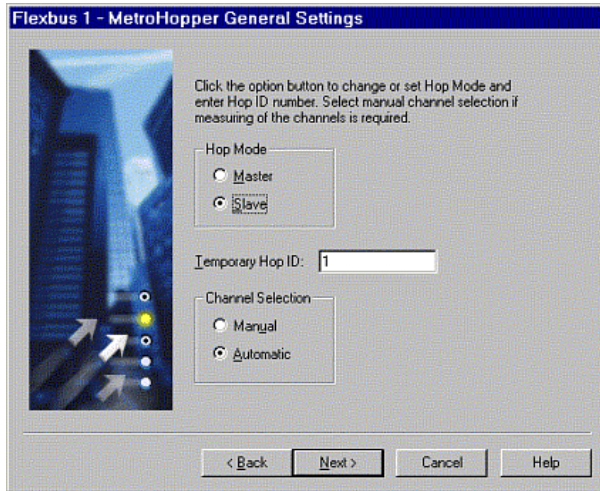 Flexbus 1 - MetroHopper General Settings
Click the option button to change or set Hop Mode and
enter Hop ID number. Select manual channel selection if
measuring of the channels is required.
Hop Mode
Master
Slave
Temporary Hop ID: 1
Channel Selection
Manual
Automatic
< Back Next > Cancel Help